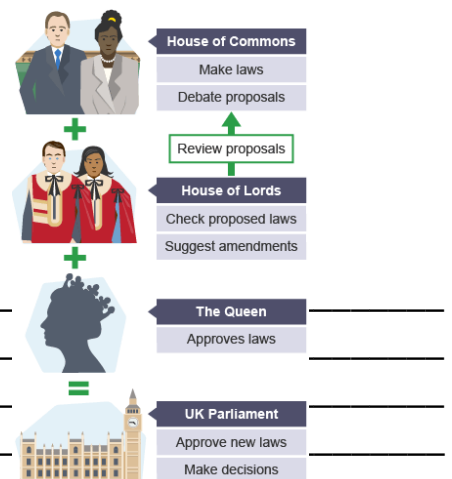 House of Commons
Make laws
Debate proposals
Review proposals
House of Lords
Check proposed laws
Suggest amendments
The Queen
Approves laws
UK Parliament
Approve new laws
Make decisions